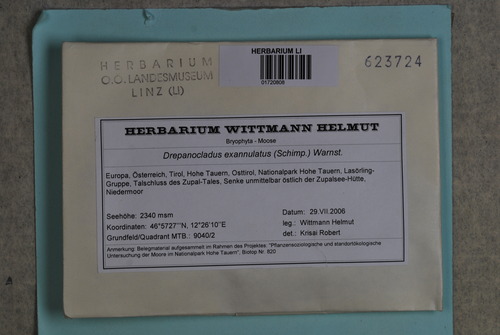 HERBARIUM
O.Ö. LANDESMUSEUM
LINZ (LI)
HERBARIUM LI
01720808
623724
HERBARIUM WITTMANN HELMUT
Bryophyta - Moose
Drepanocladus exannulatus (Schimp.) Warnst.
Europa, Österreich, Tirol, Hohe Tauern, Osttirol, Nationalpark Hohe Tauern, Lasörling-
Gruppe, Talschluss des Zupal-Tales, Senke unmittelbar östlich der Zupalsee-Hütte,
Niedermoor
Seehöhe: 2340 msm
Datum: 29.VII.2006
Koordinaten: 46°57'27´´N, 12°26'10´´E
leg.: Wittmann Helmut
Grundfeld/Quadrant MTB.: 9040/2
det.: Krisai Robert
Anmerkung: Belegmaterial aufgesammelt im Rahmen des Projektes: "Pflanzensoziologische und standortökologische
Untersuchung der Moore im Nationalpark Hohe Tauern", Biotop Nr. 620